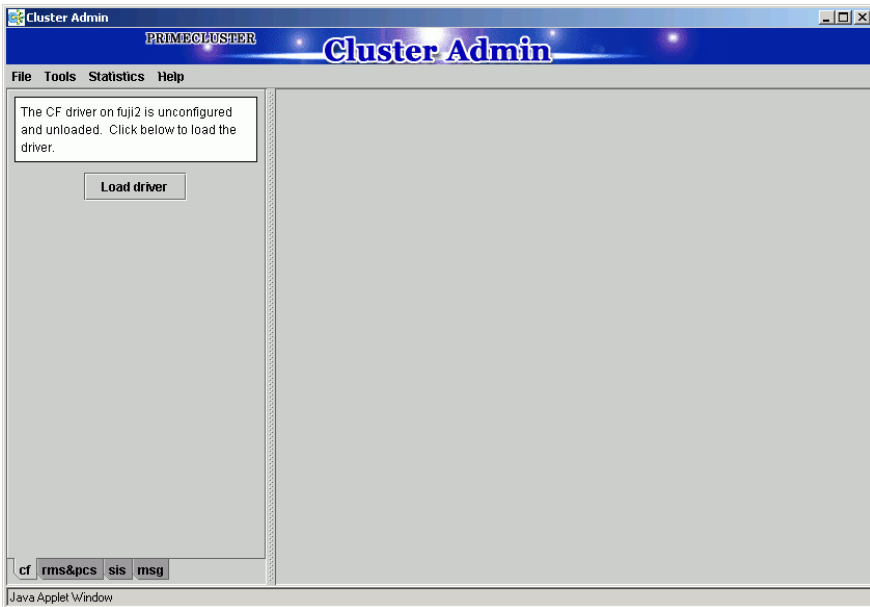 Cluster Admin
PRIMECLUSTER
Cluster Admin
File Tools Statistics Help
The CF driver on fuji2 is unconfigured
and unloaded. Click below to load the
driver.
Load driver
cf rms&pcs sis msg
Java Applet Window